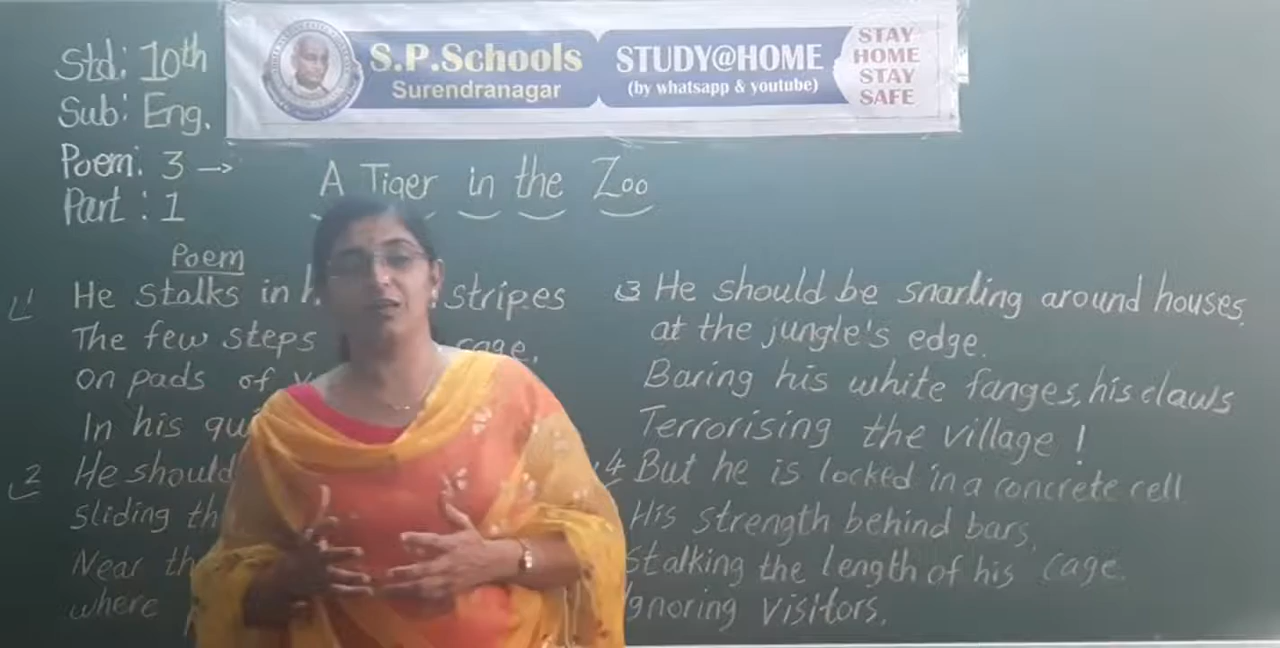 Std: 10th
Sub: Eng.
Poem: 3 →
Part: 1
S.P.Schools
Surendranagar
STUDY@HOME
(by whatsapp & youtube)
STAY
HOME
STAY
SAFE
A Tiger in the Zoo
Poem
1 He stalks in stripes
The few steps cage.
on pads of
In his
2 He should
sliding
Near
where
3 He should be snarling around houses,
at the jungle's edge.
Baring his white fanges, his claws
Terrorising the village !
4 But he is locked in a concrete cell
His strength behind bars,
Stalking the length of his cage.
Ignoring visitors.